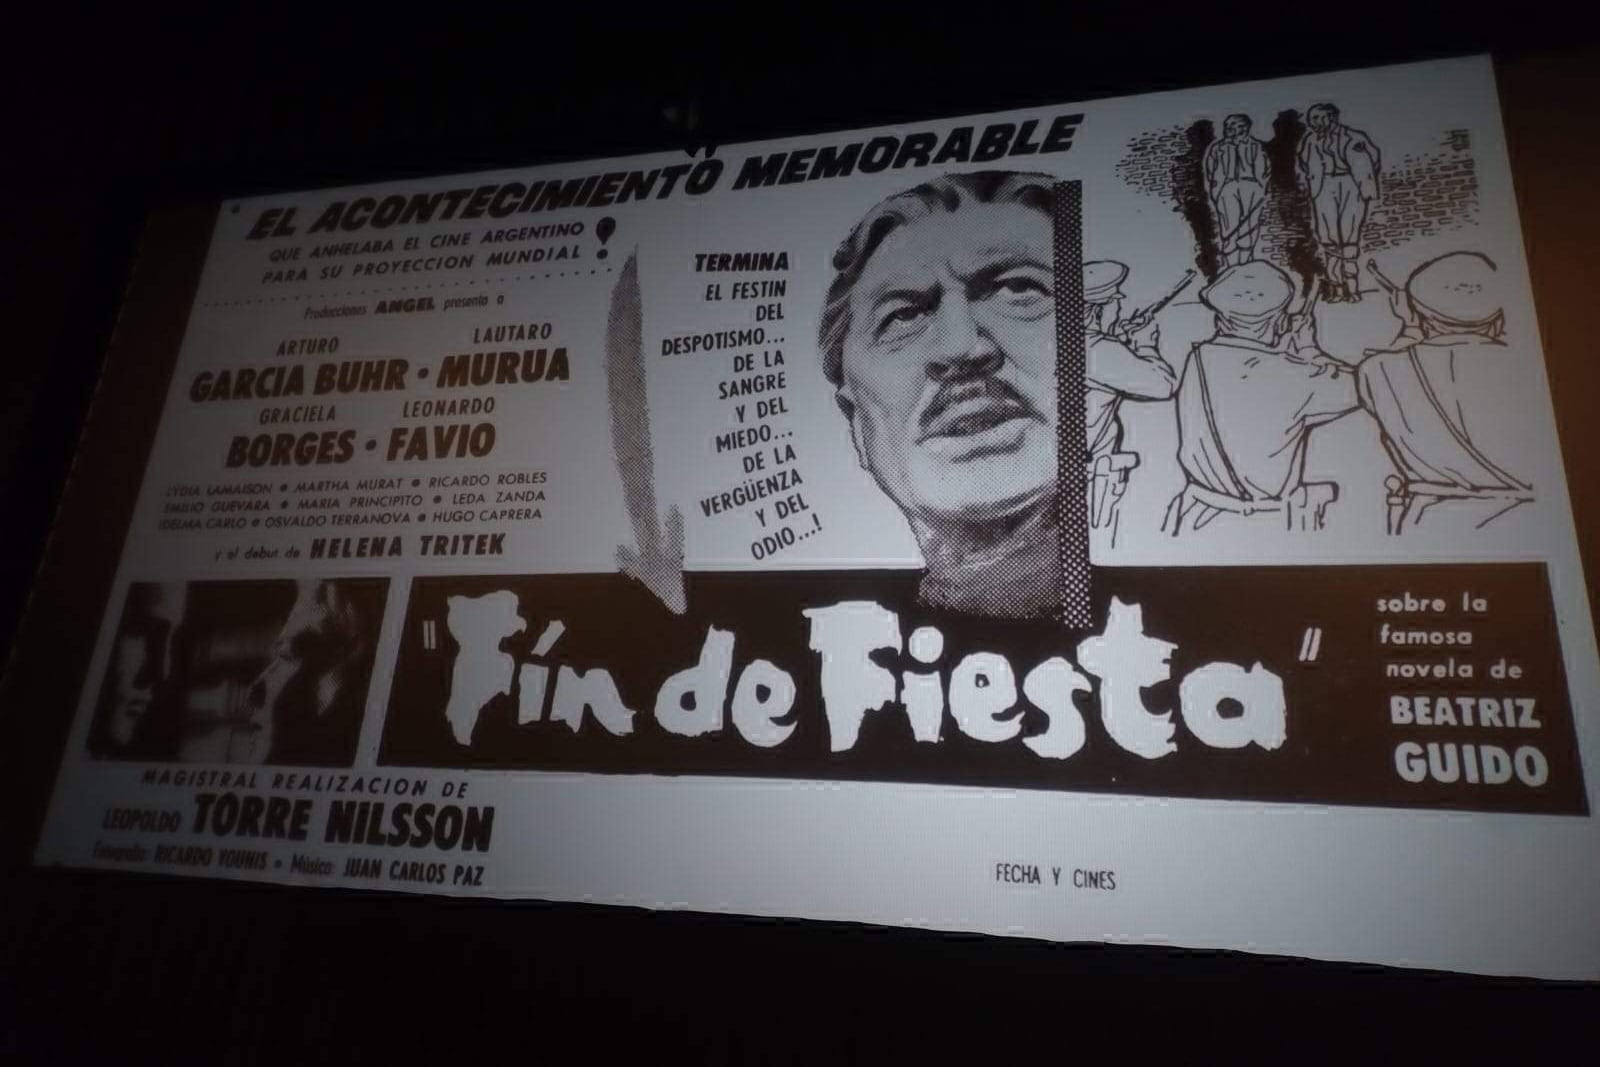 EL ACONTECIMIENTO MEMORABLE
QUE ANHELABA EL CINE ARGENTINO
PARA SU PROYECCION MUNDIAL !
Producciones ANGEL presenta a
ARTURO LAUTARO
GARCIA BUHR • MURUA
GRACIELA LEONARDO
BORGES • FAVIO
LYDIA LAMAISON • MARTHA MURAT • RICARDO ROBLES
EMILIO GUEVARA • MARIA PRINCIPITO • LEDA ZANDA
IDELMA CARLO • OSVALDO TERRANOVA • HUGO CAPRERA
y el debut de HELENA TRITEK
TERMINA
EL FESTIN
DEL
DESPOTISMO...
DE LA
SANGRE
Y DEL
MIEDO...
DE LA
VERGÜENZA
Y DEL
ODIO...!
"Fín de Fiesta"
sobre la
famosa
novela de
BEATRIZ
GUIDO
MAGISTRAL REALIZACION DE
LEOPOLDO TORRE NILSSON
Fotografia: RICARDO YOUNIS • Música: JUAN CARLOS PAZ
FECHA Y CINES